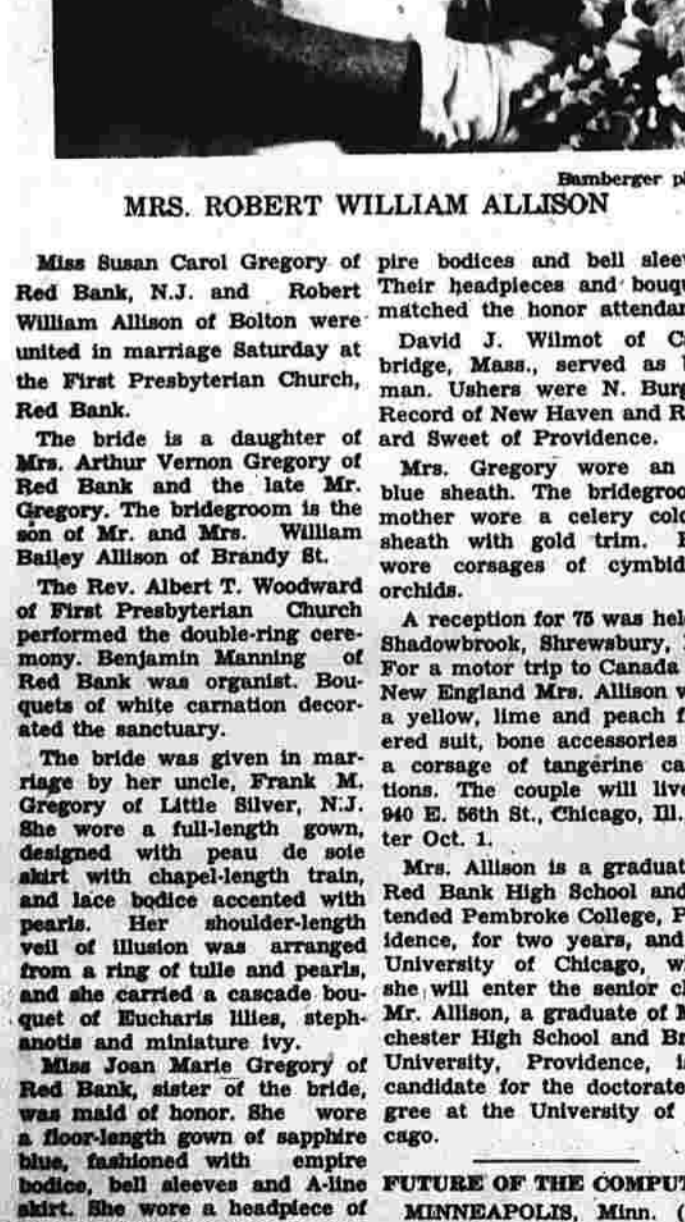 Bamberger
MRS. ROBERT WILLIAM ALLISON
Miss Susan Carol Gregory of
Red Bank, N.J. and Robert
William Allison of Bolton were
united in marriage Saturday at
the First Presbyterian Church,
Red Bank.
The bride is a daughter of
Mrs. Arthur Vernon Gregory of
Red Bank and the late Mr.
Gregory. The bridegroom is the
son of Mr. and Mrs. William
Bailey Allison of Brandy St.
The Rev. Albert T. Woodward
of First Presbyterian Church
performed the double-ring cere-
mony. Benjamin Manning of
Red Bank was organist. Bou-
quets of white carnation decor-
ated the sanctuary.
The bride was given in mar-
riage by her uncle, Frank M.
Gregory of Little Silver, N.J.
She wore a full-length gown,
designed with peau de soie
skirt with chapel-length train,
and lace bodice accented with
pearls. Her shoulder-length
veil of illusion was arranged
from a ring of tulle and pearls,
and she carried a cascade bou-
quet of Eucharis lilies, steph-
anotis and miniature ivy.
Miss Joan Marie Gregory of
Red Bank, sister of the bride,
was maid of honor. She wore
a floor-length gown of sapphire
blue, fashioned with empire
bodice, bell sleeves and A-line
skirt. She wore a headpiece of
pire bodices and bell
Their headpieces and
matched the honor
David J. Wilmot of
bridge, Mass., served as
man. Ushers were N.
Record of New Haven and
ard Sweet of Providence.
Mrs. Gregory wore an
blue sheath. The
mother wore a celery
sheath with gold trim.
wore corsages of
orchids.
A reception for 75 was
Shadowbrook, Shrewsbury,
For a motor trip to Canada
New England Mrs. Allison
a yellow, lime and peach
ered suit, bone accessories
a corsage of tangerine
tions. The couple will
940 E. 56th St., Chicago, Ill.
ter Oct. 1.
Mrs. Allison is a
Red Bank High School and
tended Pembroke College,
idence, for two years, and
University of Chicago,
she will enter the senior
Mr. Allison, a graduate of
chester High School and
University, Providence,
candidate for the doctorate
gree at the University of
cago.
FUTURE OF THE
MINNEAPOLIS, Minn. (